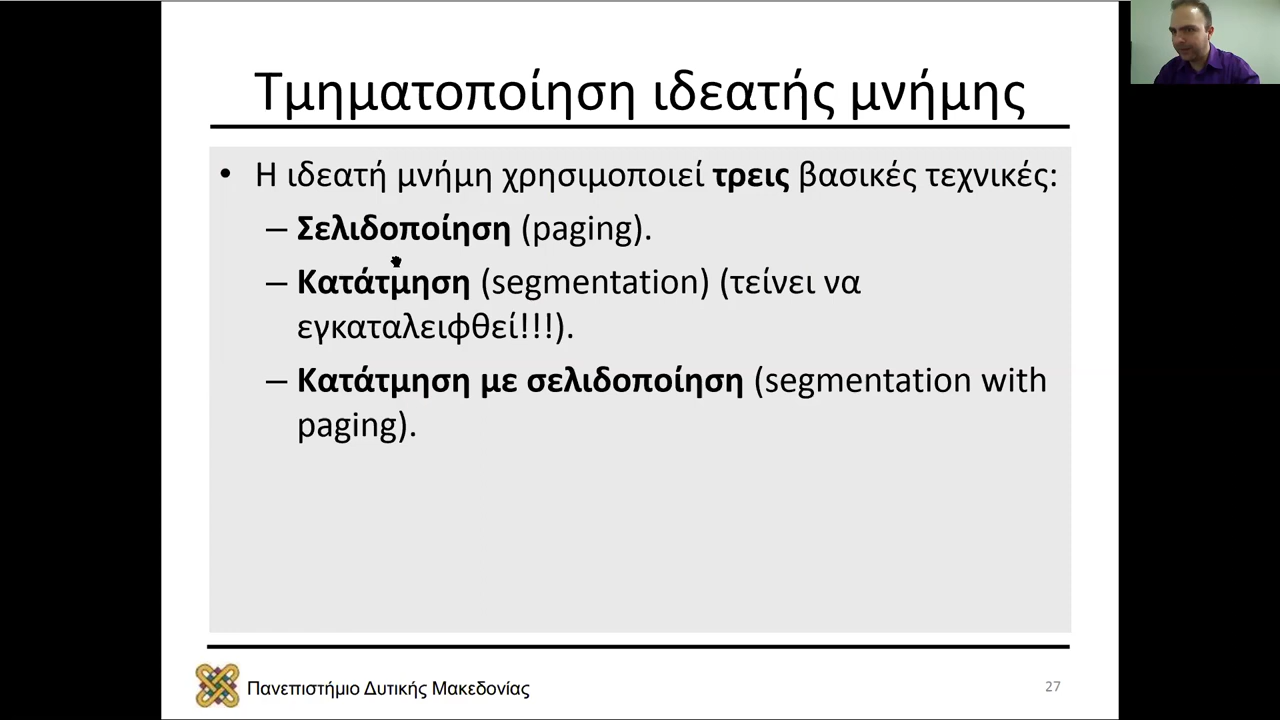 Τμηματοποίηση ιδεατής μνήμης
• Η ιδεατή μνήμη χρησιμοποιεί τρεις βασικές τεχνικές:
– Σελιδοποίηση (paging).
– Κατάτμηση (segmentation) (τείνει να
εγκαταλειφθεί!!!).
– Κατάτμηση με σελιδοποίηση (segmentation with
paging).
Πανεπιστήμιο Δυτικής Μακεδονίας
27